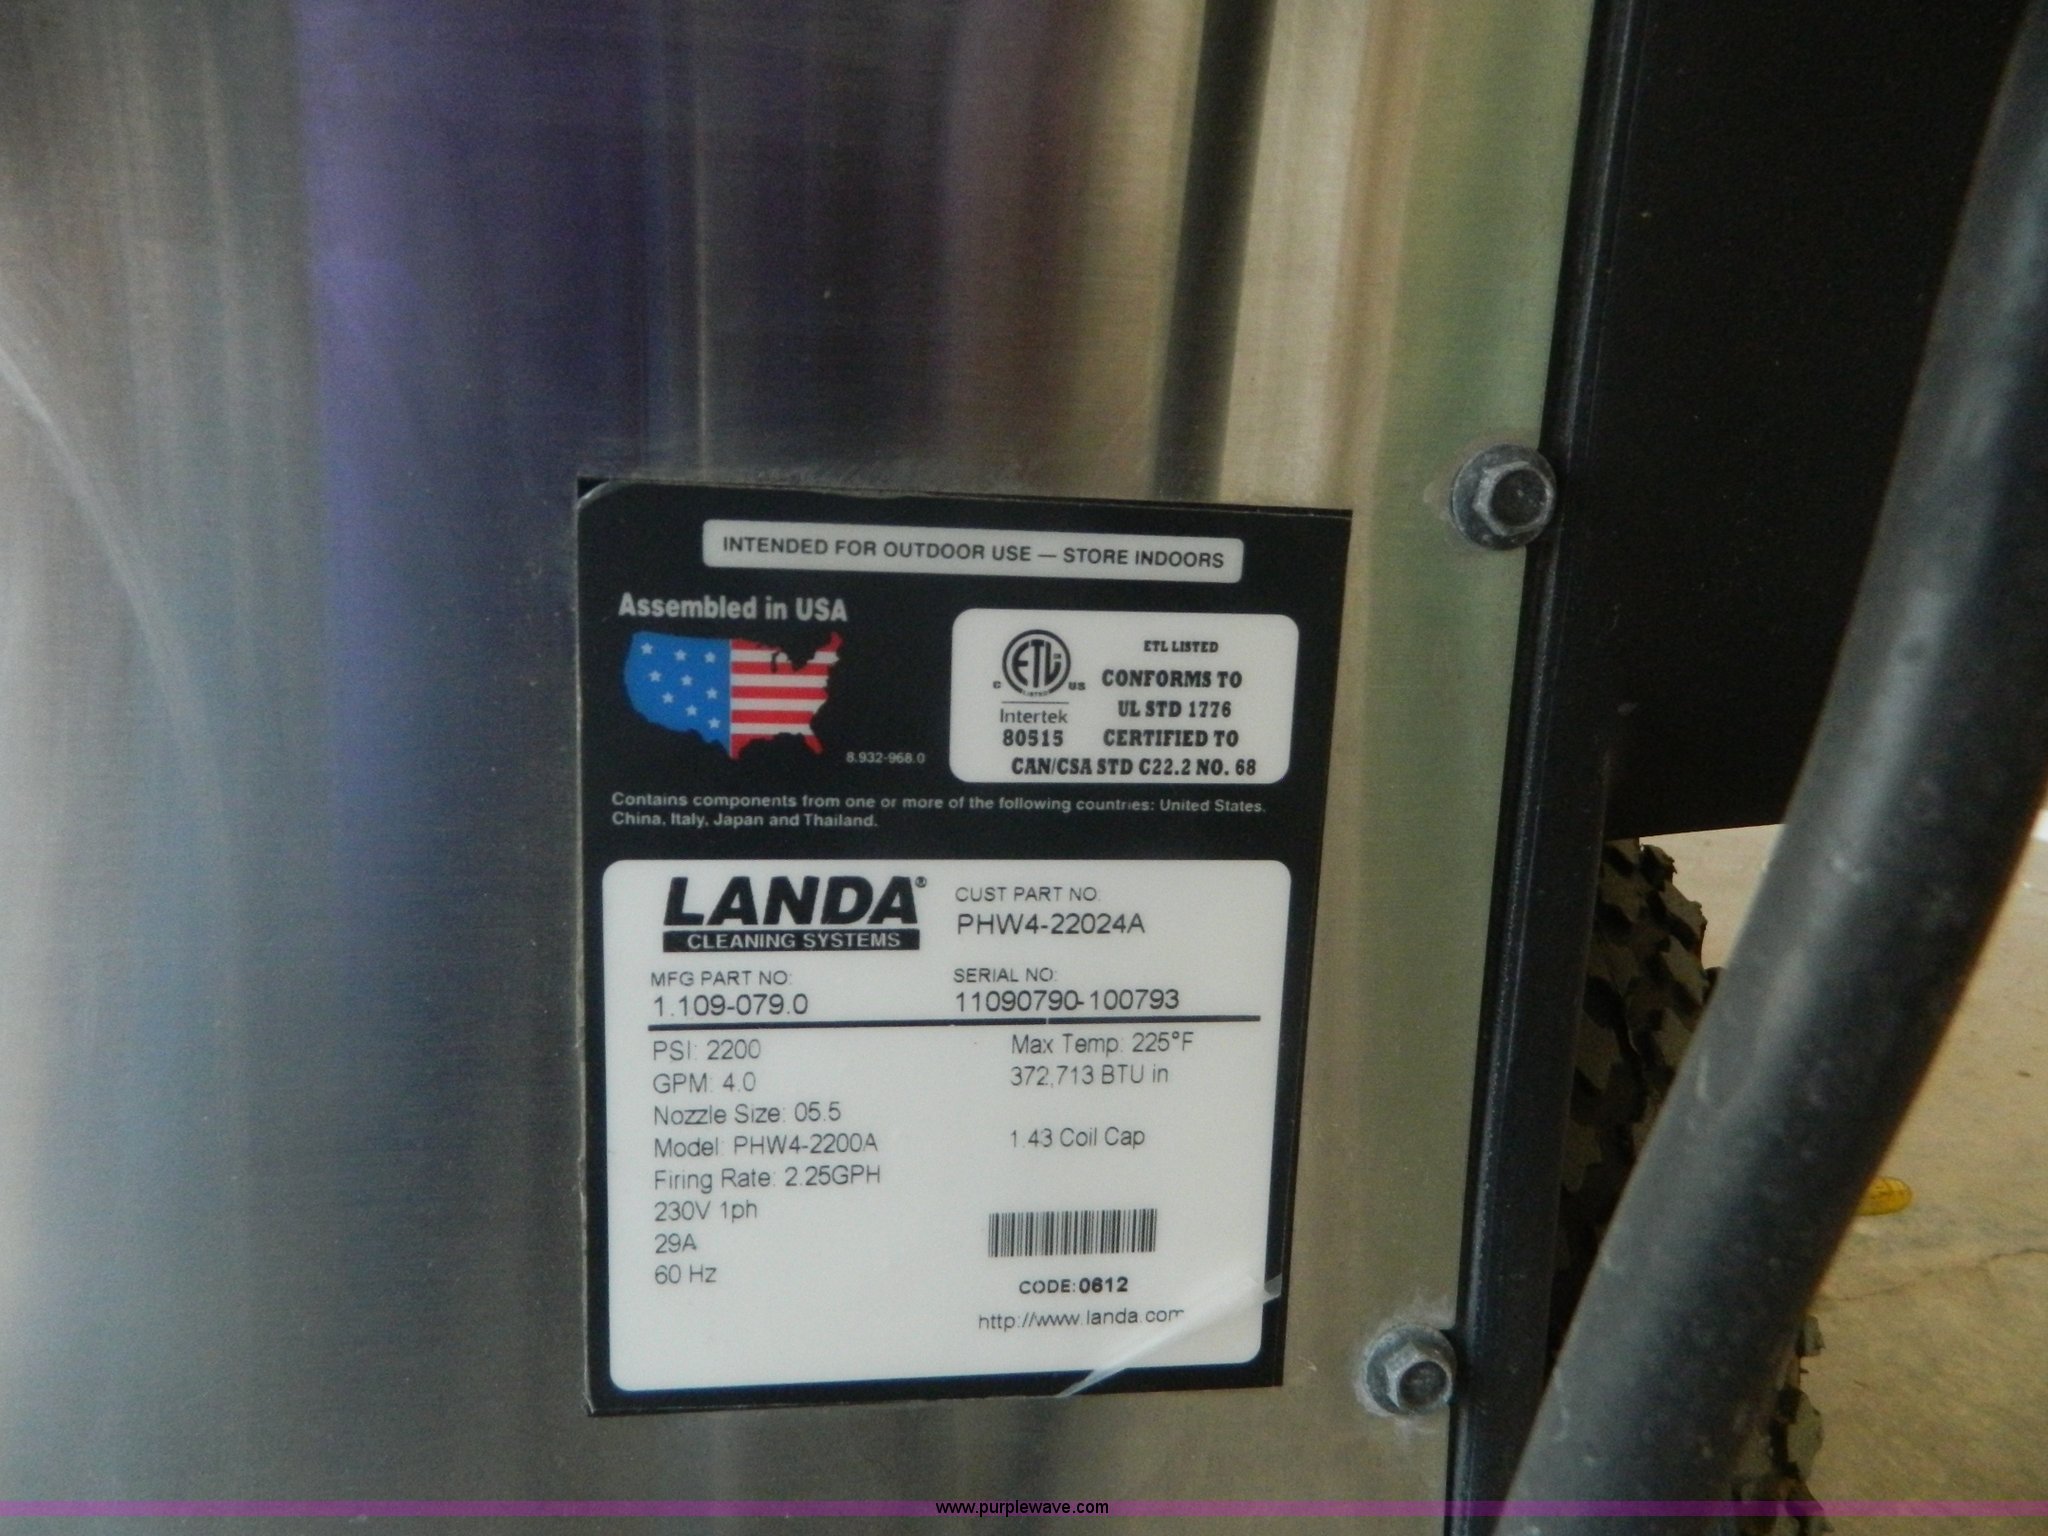 INTENDED FOR OUTDOOR USE — STORE INDOORS
Assembled in USA
8.932-968.0
ETL LISTED
CONFORMS TO
UL STD 1776
CERTIFIED TO
CAN/CSA STD C22.2 NO. 68
C ETL US
LISTED
Intertek
80515
Contains components from one or more of the following countries: United States,
China, Italy, Japan and Thailand.
LANDA®
CLEANING SYSTEMS
CUST PART NO:
PHW4-22024A
MFG PART NO:
1.109-079.0
SERIAL NO:
11090790-100793
PSI: 2200
GPM: 4.0
Nozzle Size: 05.5
Model: PHW4-2200A
Firing Rate: 2.25GPH
230V 1ph
29A
60 Hz
Max Temp: 225°F
372,713 BTU in
1.43 Coil Cap
CODE:0612
http://www.landa.com
www.purplewave.com